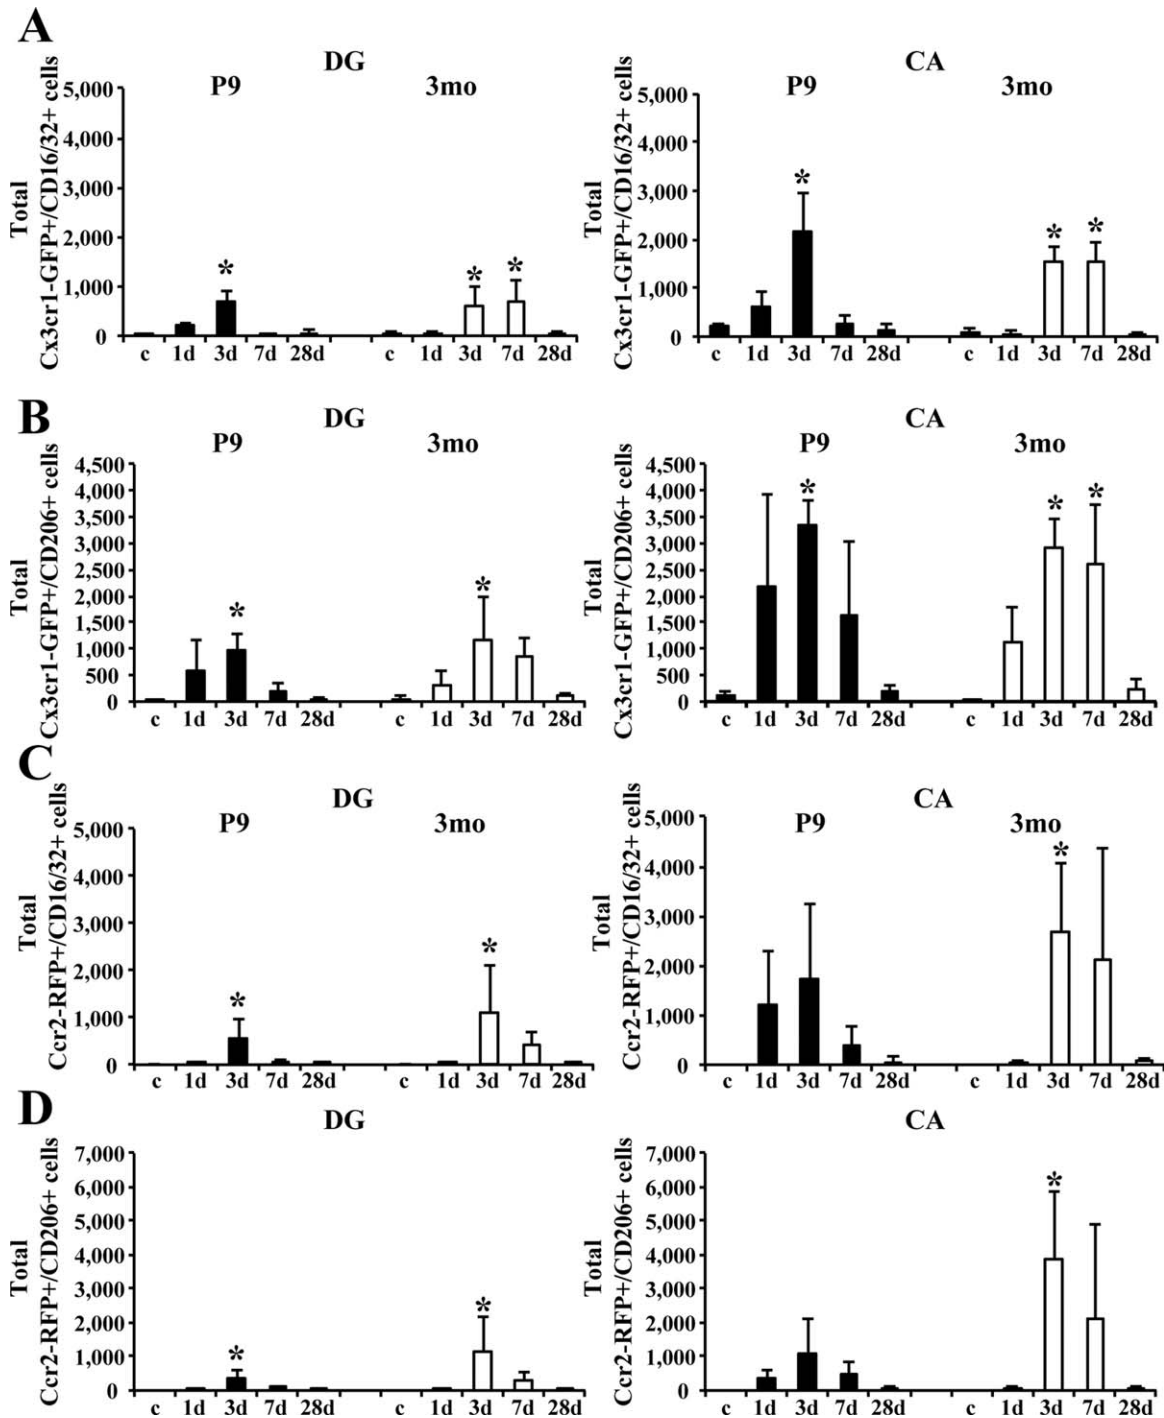 A
DG
P9 3mo
Total
Cx3cr1-GFP+/CD16/32+ cells
5,000
4,000
3,000
2,000
1,000
0
* * *
c 1d 3d 7d 28d c 1d 3d 7d 28d
CA
P9 3mo
Total
Cx3cr1-GFP+/CD16/32+ cells
5,000
4,000
3,000
2,000
1,000
0
* * *
c 1d 3d 7d 28d c 1d 3d 7d 28d
B
DG
P9 3mo
Total
Cx3cr1-GFP+/CD206+ cells
4,500
4,000
3,500
3,000
2,500
2,000
1,500
1,000
500
0
* *
c 1d 3d 7d 28d c 1d 3d 7d 28d
CA
P9 3mo
Total
Cx3cr1-GFP+/CD206+ cells
4,500
4,000
3,500
3,000
2,500
2,000
1,500
1,000
500
0
* * *
c 1d 3d 7d 28d c 1d 3d 7d 28d
C
DG
P9 3mo
Total
Ccr2-RFP+/CD16/32+ cells
5,000
4,000
3,000
2,000
1,000
0
* *
c 1d 3d 7d 28d c 1d 3d 7d 28d
CA
P9 3mo
Total
Ccr2-RFP+/CD16/32+ cells
5,000
4,000
3,000
2,000
1,000
0
*
c 1d 3d 7d 28d c 1d 3d 7d 28d
D
DG
Total
Ccr2-RFP+/CD206+ cells
7,000
6,000
5,000
4,000
3,000
2,000
1,000
0
* *
c 1d 3d 7d 28d c 1d 3d 7d 28d
CA
Total
Ccr2-RFP+/CD206+ cells
7,000
6,000
5,000
4,000
3,000
2,000
1,000
0
*
c 1d 3d 7d 28d c 1d 3d 7d 28d